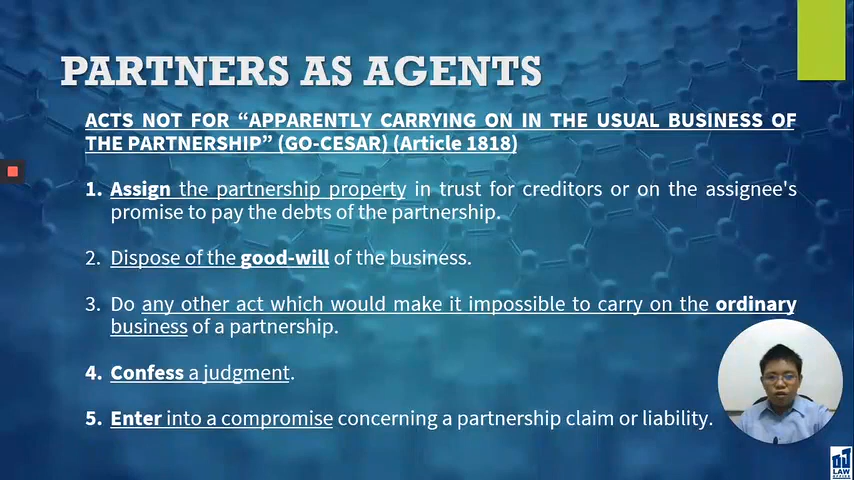 PARTNERS AS AGENTS
ACTS NOT FOR “APPARENTLY CARRYING ON IN THE USUAL BUSINESS OF
THE PARTNERSHIP” (GO-CESAR) (Article 1818)
1. Assign the partnership property in trust for creditors or on the assignee's
promise to pay the debts of the partnership.
2. Dispose of the good-will of the business.
3. Do any other act which would make it impossible to carry on the ordinary
business of a partnership.
4. Confess a judgment.
5. Enter into a compromise concerning a partnership claim or liability.
LAW